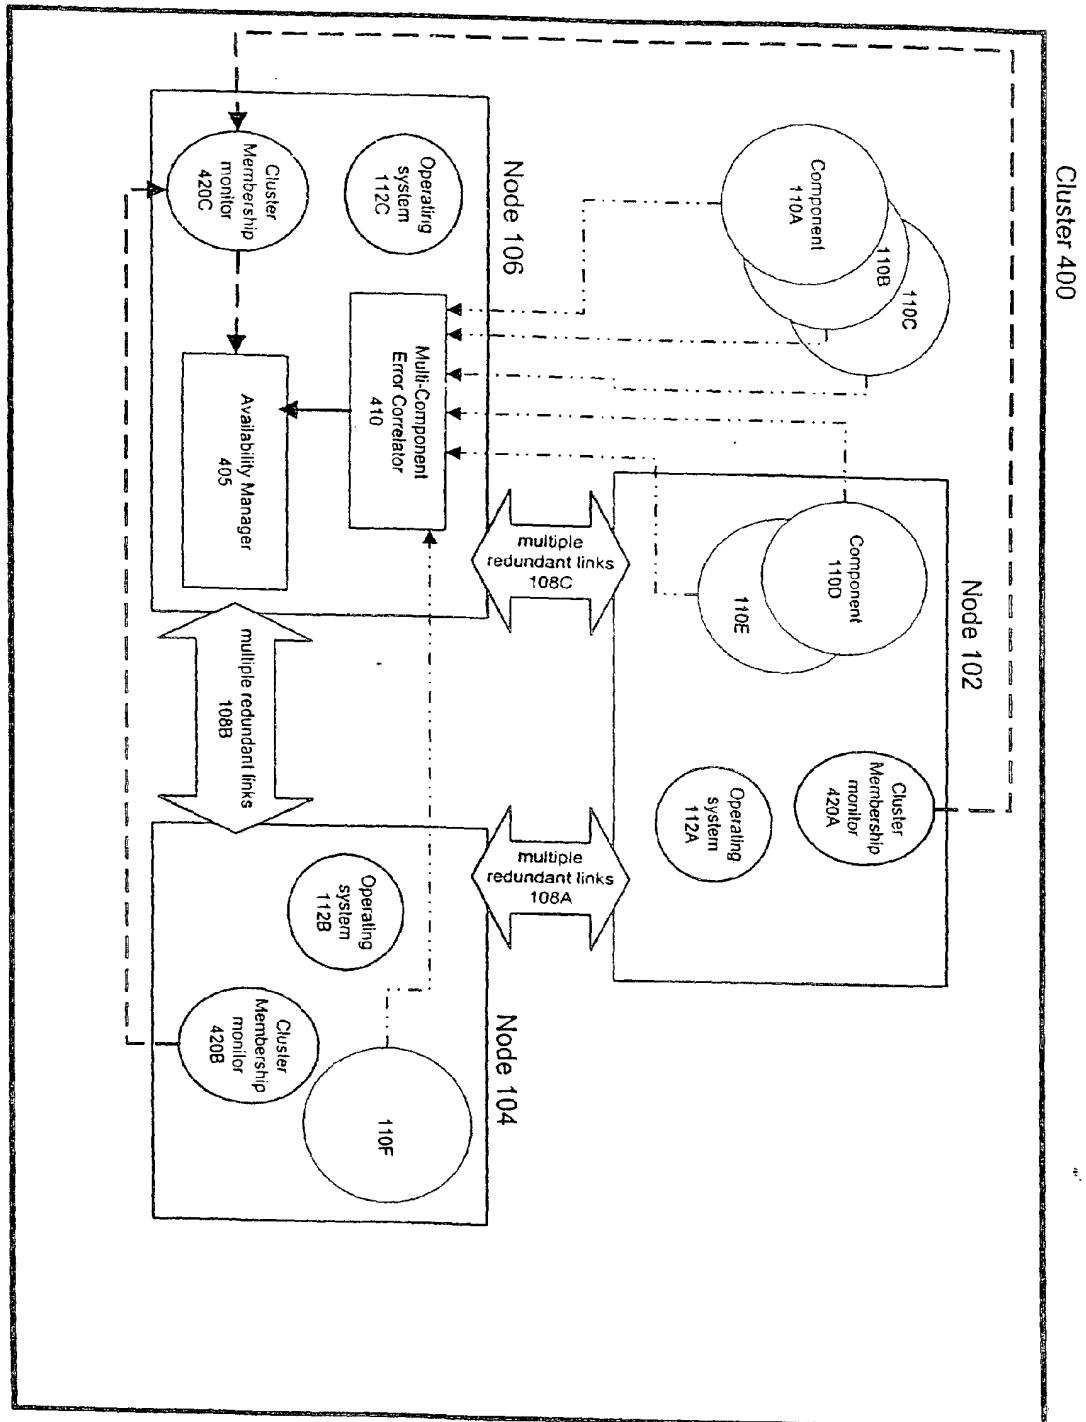 Cluster 400
Component
110A
110B
110C
Node 102
Component
110D
110E
Cluster
Membership
monitor
420A
Operating
system
112A
multiple
redundant links
108C
multiple
redundant links
108A
Node 106
Operating
system
112C
Cluster
Membership
monitor
420C
Multi-Component
Error Correlator
410
Availability Manager
405
multiple redundant links
108B
Node 104
Operating
system
112B
Cluster
Membership
monitor
420B
110F